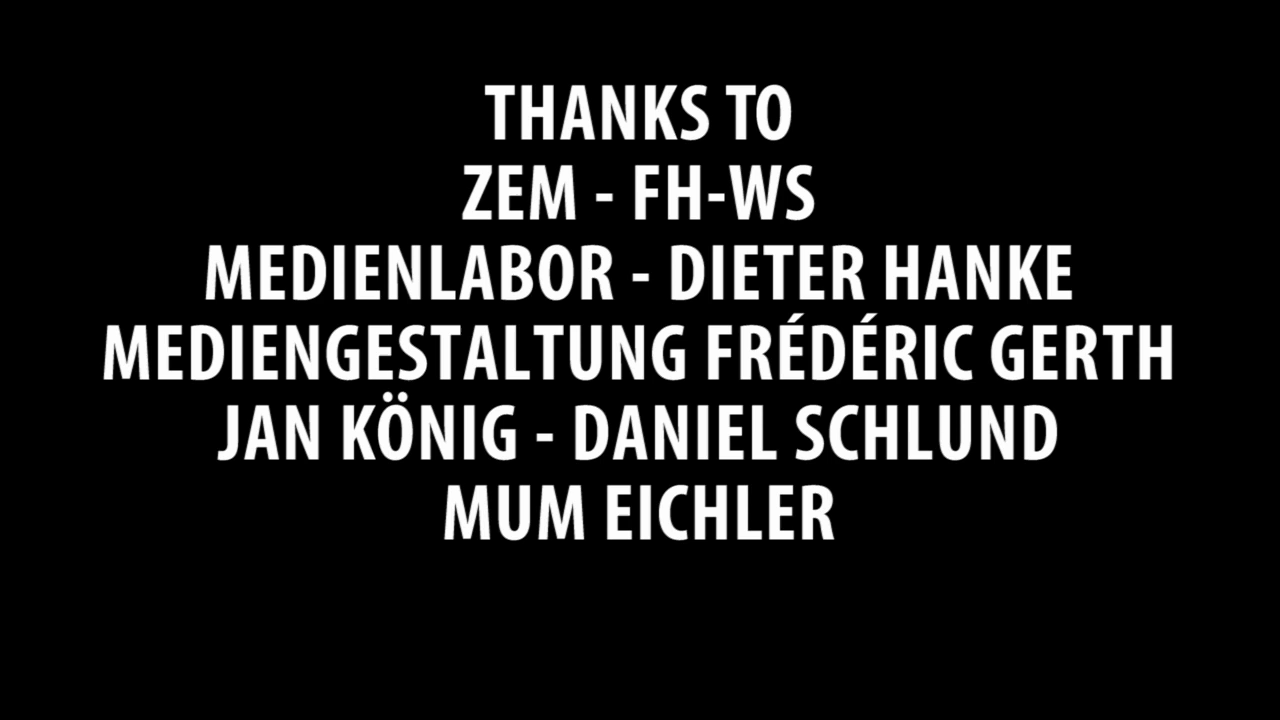 THANKS TO
ZEM - FH-WS
MEDIENLABOR - DIETER HANKE
MEDIENGESTALTUNG FRÉDÉRIC GERTH
JAN KÖNIG - DANIEL SCHLUND
MUM EICHLER